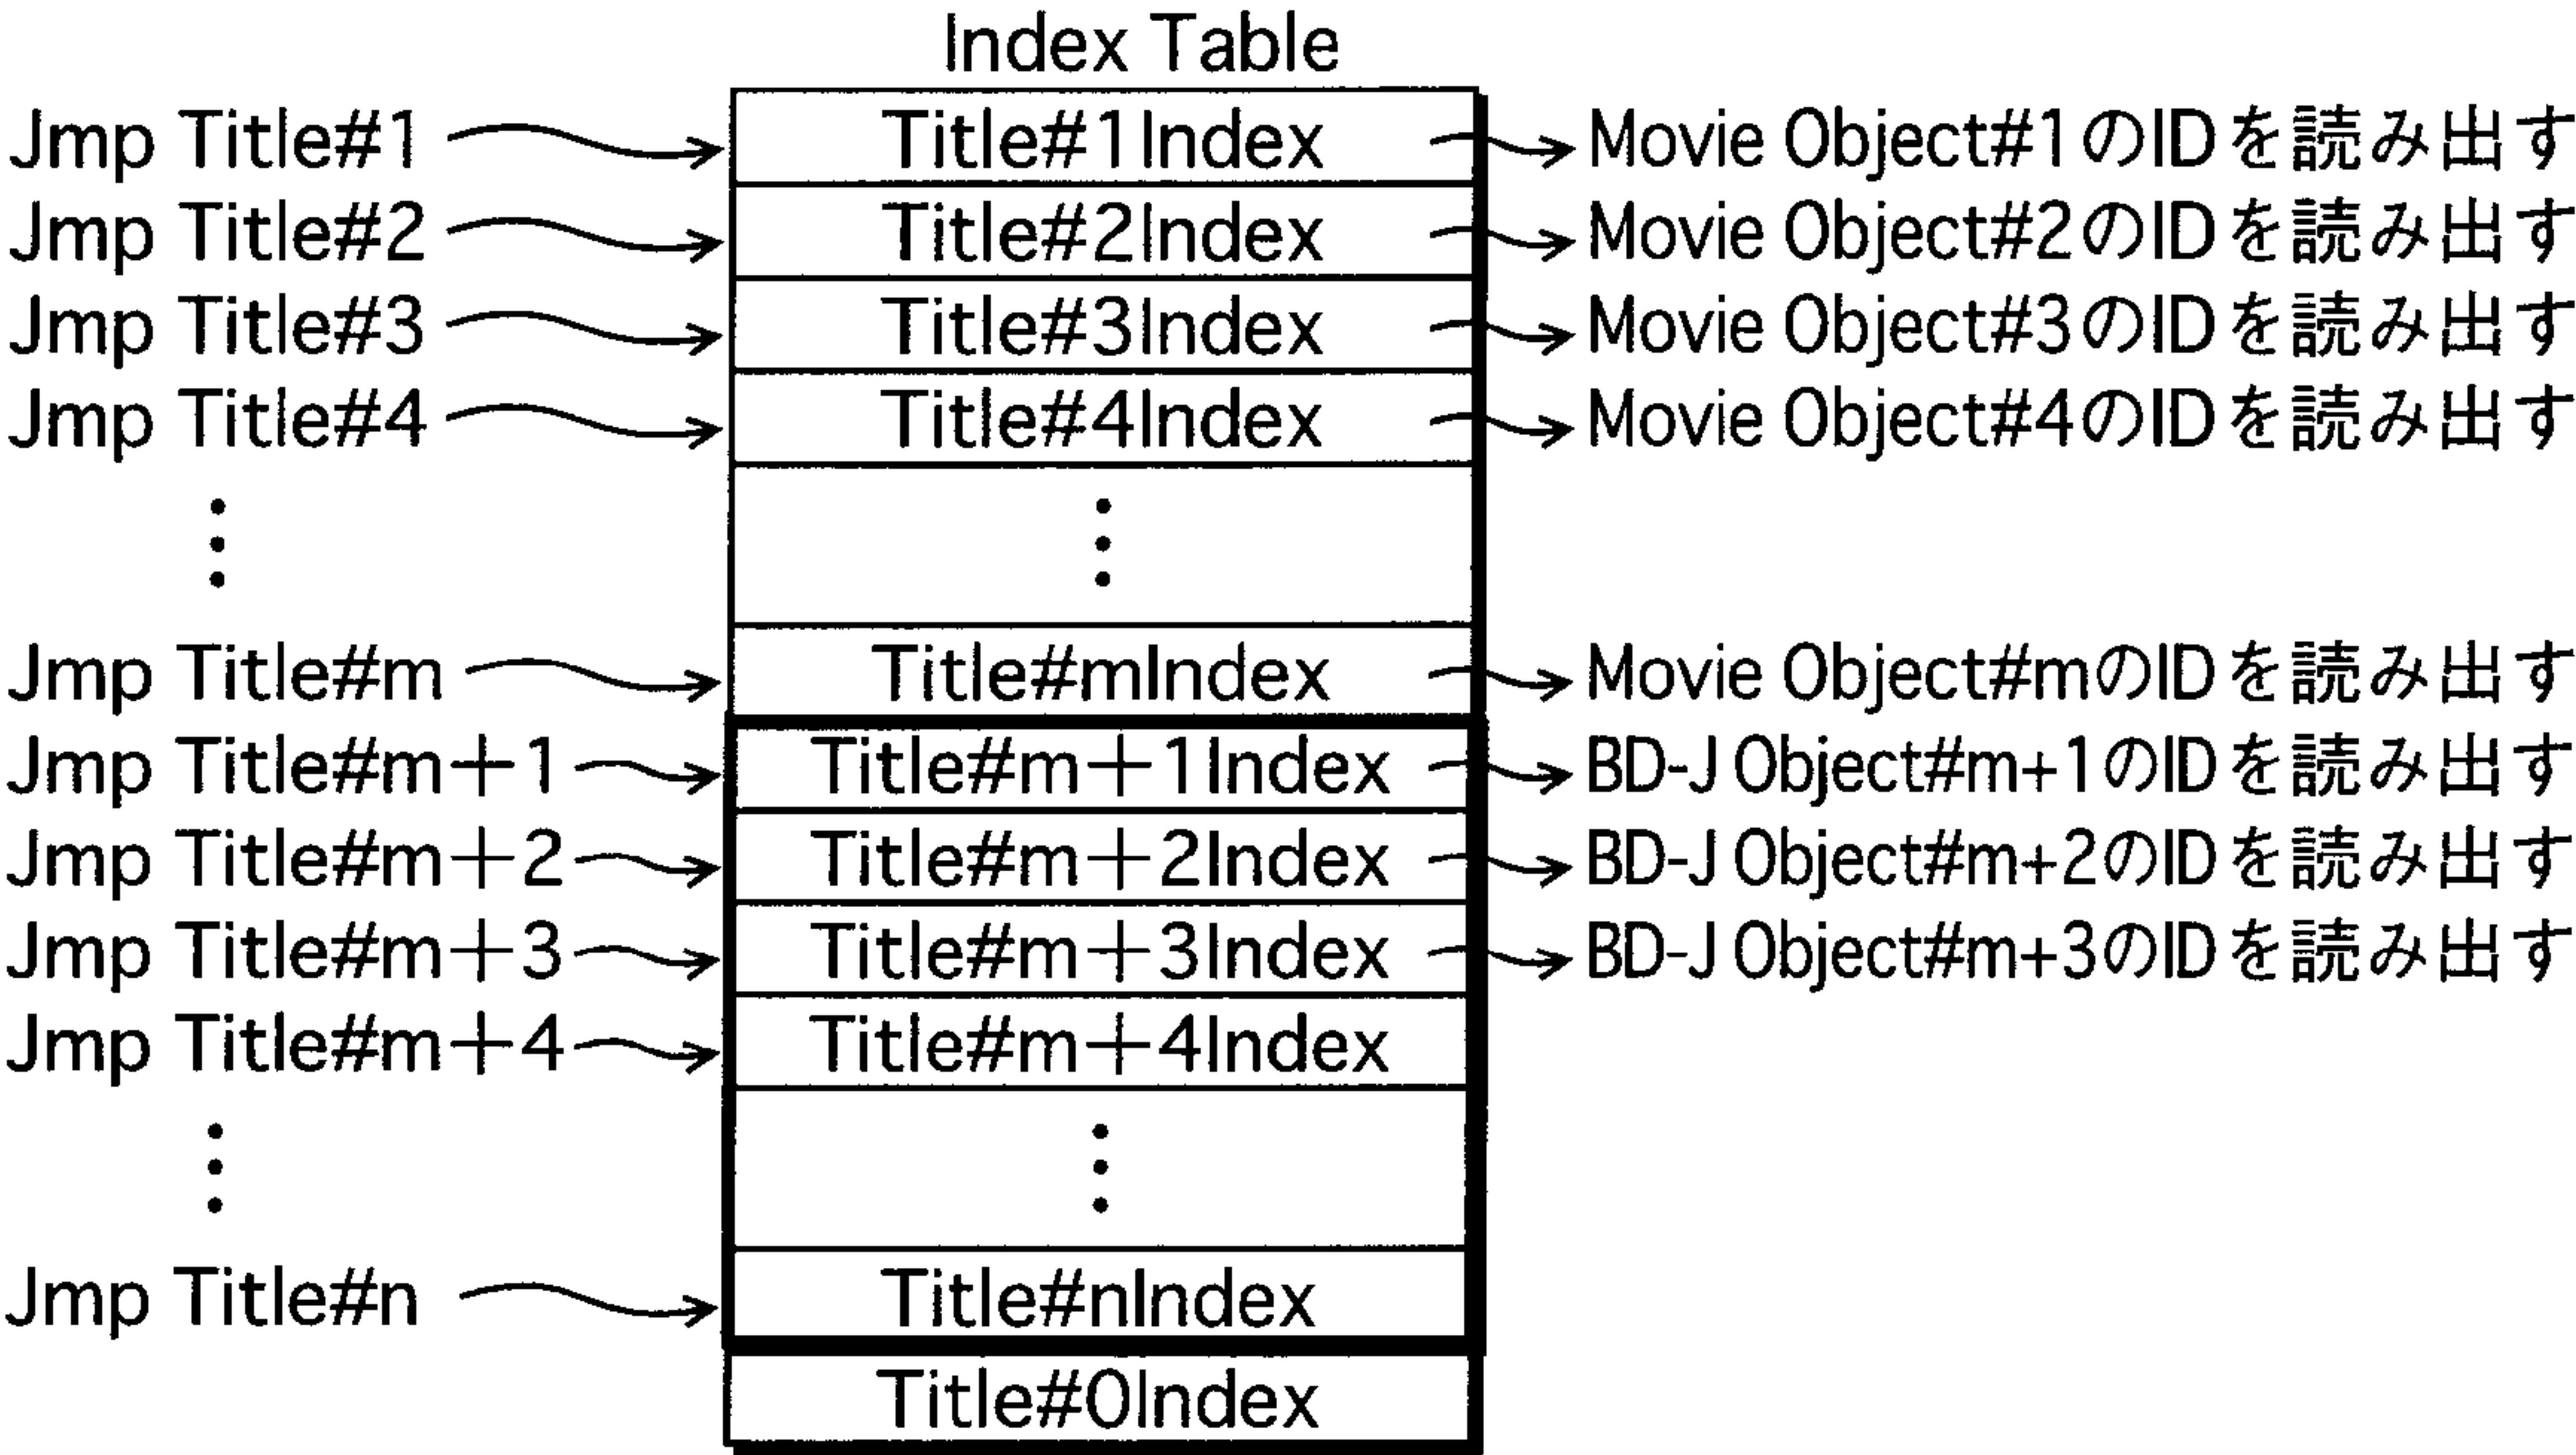 Index Table
Jmp Title#1 Title#1Index Movie Object#1のIDを読み出す
Jmp Title#2 Title#2Index Movie Object#2のIDを読み出す
Jmp Title#3 Title#3Index Movie Object#3のIDを読み出す
Jmp Title#4 Title#4Index Movie Object#4のIDを読み出す
Jmp Title#m Title#mIndex Movie Object#mのIDを読み出す
Jmp Title#m+1 Title#m+1Index BD-J Object#m+1のIDを読み出す
Jmp Title#m+2 Title#m+2Index BD-J Object#m+2のIDを読み出す
Jmp Title#m+3 Title#m+3Index BD-J Object#m+3のIDを読み出す
Jmp Title#m+4 Title#m+4Index
Jmp Title#n Title#nIndex
Title#0Index